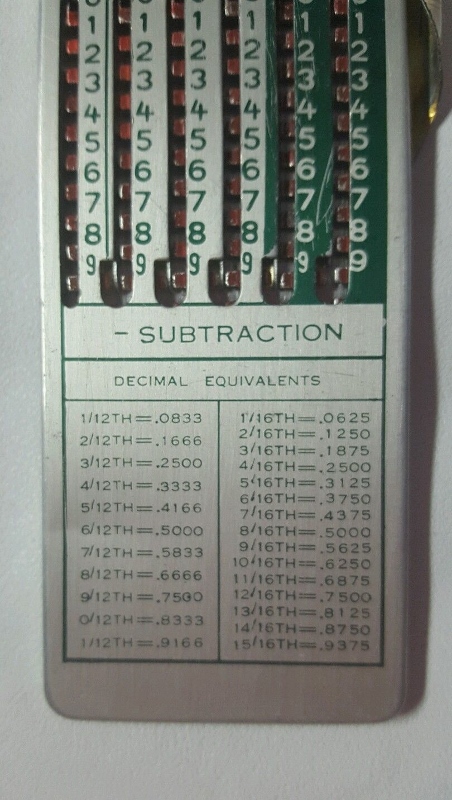 0 0 0 0 0 0
1 1 1 1 1 1
2 2 2 2 2 2
3 3 3 3 3 3
4 4 4 4 4 4
5 5 5 5 5 5
6 6 6 6 6 6
7 7 7 7 7 7
8 8 8 8 8 8
9 9 9 9 9 9
- SUBTRACTION
DECIMAL EQUIVALENTS
1/12TH=.0833
2/12TH=.1666
3/12TH=.2500
4/12TH=.3333
5/12TH=.4166
6/12TH=.5000
7/12TH=.5833
8/12TH=.6666
9/12TH=.7500
0/12TH=.8333
1/12TH=.9166
1/16TH=.0625
2/16TH=.1250
3/16TH=.1875
4/16TH=.2500
5/16TH=.3125
6/16TH=.3750
7/16TH=.4375
8/16TH=.5000
9/16TH=.5625
10/16TH=.6250
11/16TH=.6875
12/16TH=.7500
13/16TH=.8125
14/16TH=.8750
15/16TH=.9375